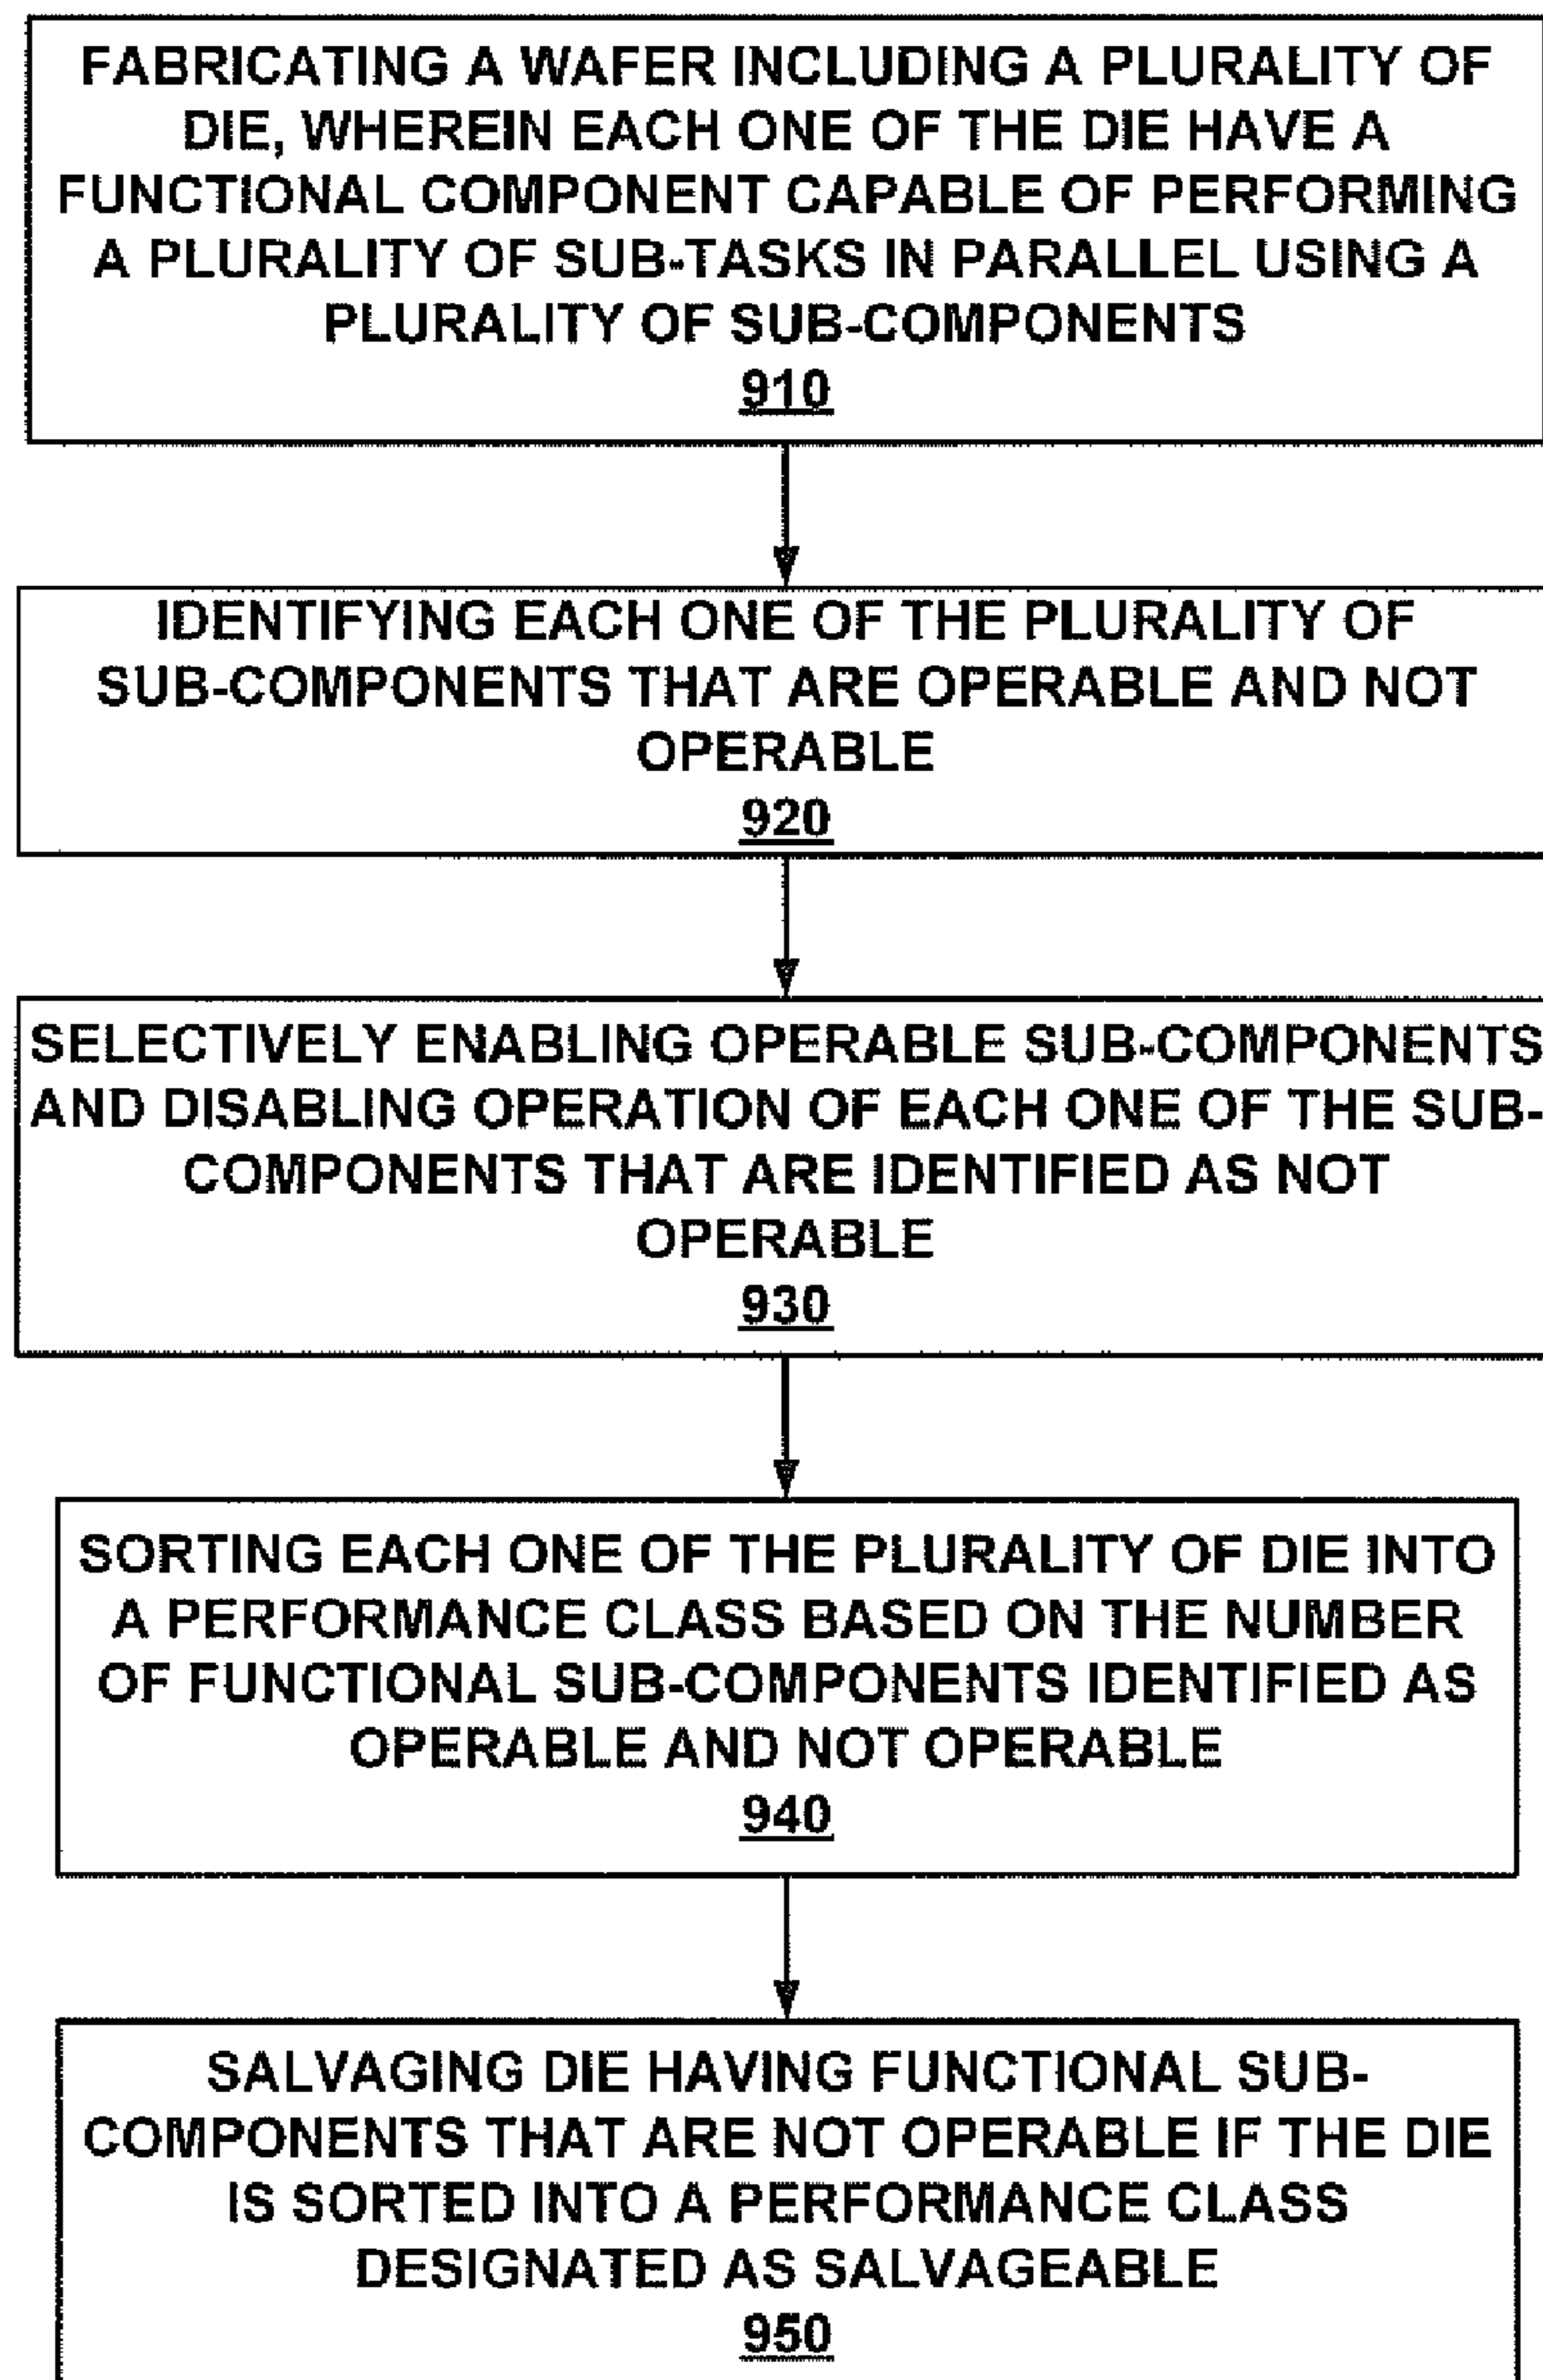 FABRICATING A WAFER INCLUDING A PLURALITY OF
DIE, WHEREIN EACH ONE OF THE DIE HAVE A
FUNCTIONAL COMPONENT CAPABLE OF PERFORMING
A PLURALITY OF SUB-TASKS IN PARALLEL USING A
PLURALITY OF SUB-COMPONENTS
910
IDENTIFYING EACH ONE OF THE PLURALITY OF
SUB-COMPONENTS THAT ARE OPERABLE AND NOT
OPERABLE
920
SELECTIVELY ENABLING OPERABLE SUB-COMPONENTS
AND DISABLING OPERATION OF EACH ONE OF THE SUB-
COMPONENTS THAT ARE IDENTIFIED AS NOT
OPERABLE
930
SORTING EACH ONE OF THE PLURALITY OF DIE INTO
A PERFORMANCE CLASS BASED ON THE NUMBER
OF FUNCTIONAL SUB-COMPONENTS IDENTIFIED AS
OPERABLE AND NOT OPERABLE
940
SALVAGING DIE HAVING FUNCTIONAL SUB-
COMPONENTS THAT ARE NOT OPERABLE IF THE DIE
IS SORTED INTO A PERFORMANCE CLASS
DESIGNATED AS SALVAGEABLE
950